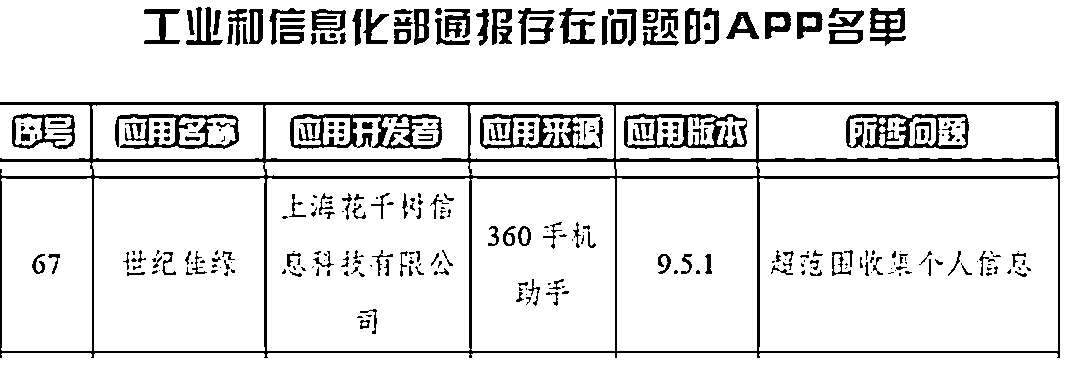 工业和信息化部通报存在问题的APP名单
序号 应用名称 应用开发者 应用来源 应用版本 所涉问题
上海花千树信
67 世纪佳缘 息科技有限公 360手机 9.5.1 超范围收集个人信息
司 助手